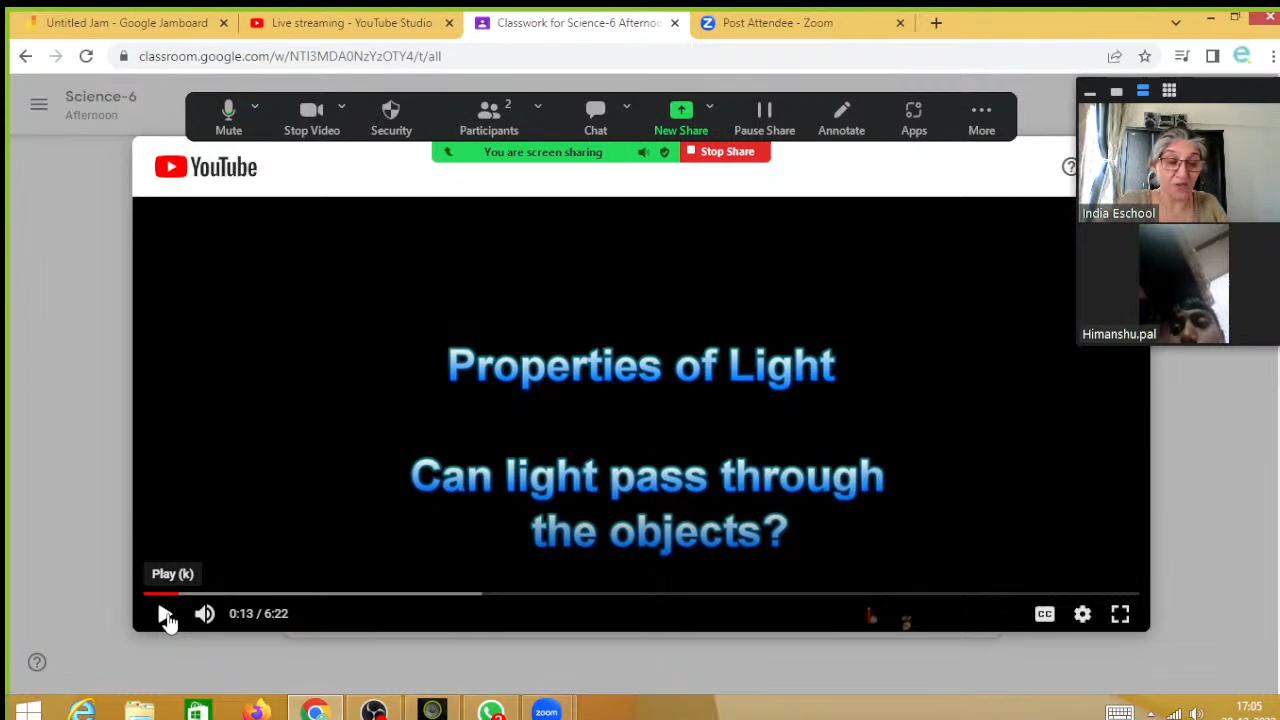 Untitled Jam - Google Jamboard
Live streaming - YouTube Studio
Classwork for Science-6 Afternoo
Post Attendee - Zoom
classroom.google.com/w/NTI3MDA0NzYzOTY4/t/all
Science-6
Afternoon
Mute
Stop Video
Security
2
Participants
Chat
New Share
Pause Share
Annotate
Apps
More
You are screen sharing
Stop Share
YouTube
India Eschool
Himanshu.pal
Properties of Light
Can light pass through
the objects?
Play (k)
0:13 / 6:22
CC
zoom
17:05